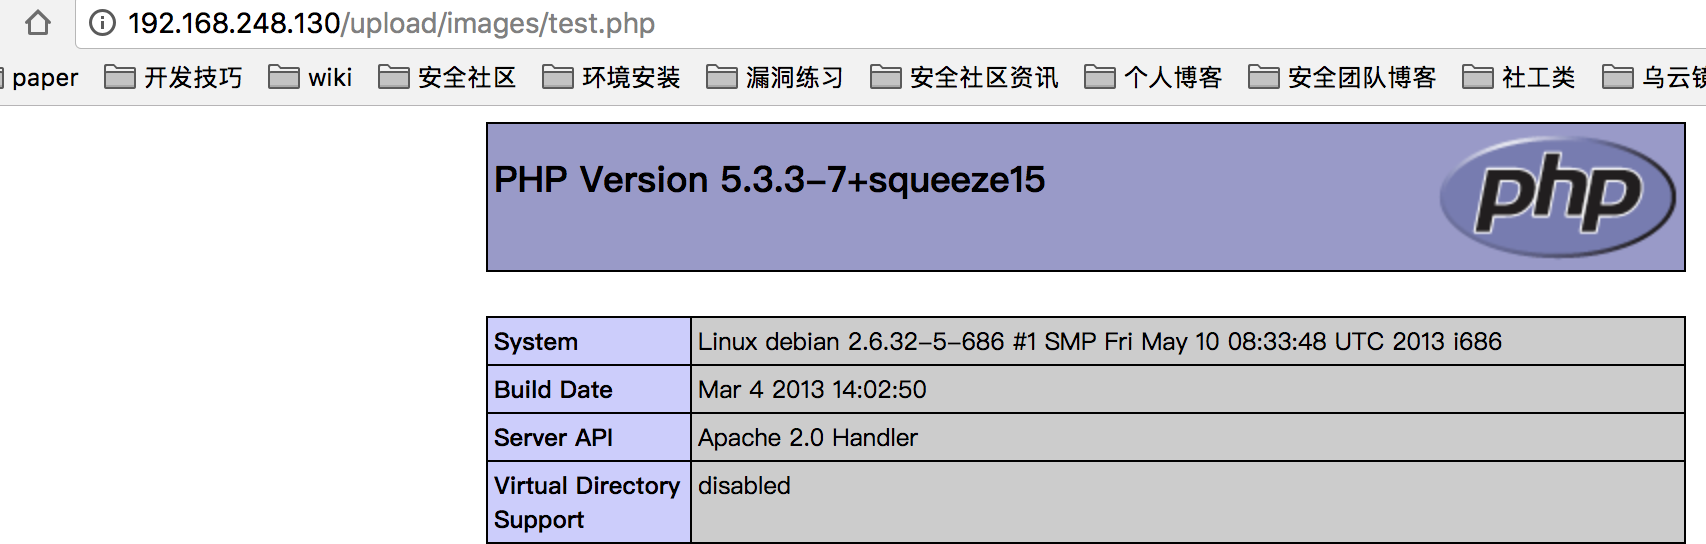 192.168.248.130/upload/images/test.php
paper 开发技巧 wiki 安全社区 环境安装 漏洞练习 安全社区资讯 个人博客 安全团队博客 社工类 乌云镜
PHP Version 5.3.3-7+squeeze15
php
System Linux debian 2.6.32-5-686 #1 SMP Fri May 10 08:33:48 UTC 2013 i686
Build Date Mar 4 2013 14:02:50
Server API Apache 2.0 Handler
Virtual Directory disabled
Support